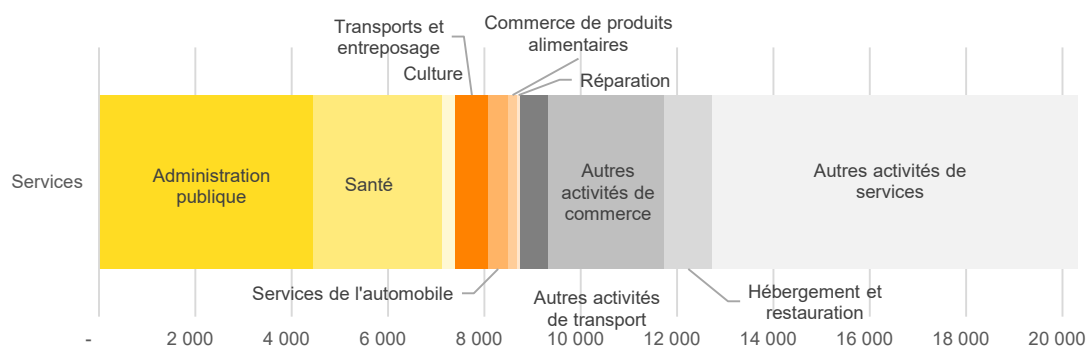 Transports et
entreposage
Commerce de produits
alimentaires
Culture
Réparation
Services
Administration
publique
Santé
Autres
activités de
commerce
Autres activités de
services
Services de l'automobile
Autres activités
de transport
Hébergement et
restauration
- 2 000 4 000 6 000 8 000 10 000 12 000 14 000 16 000 18 000 20 000